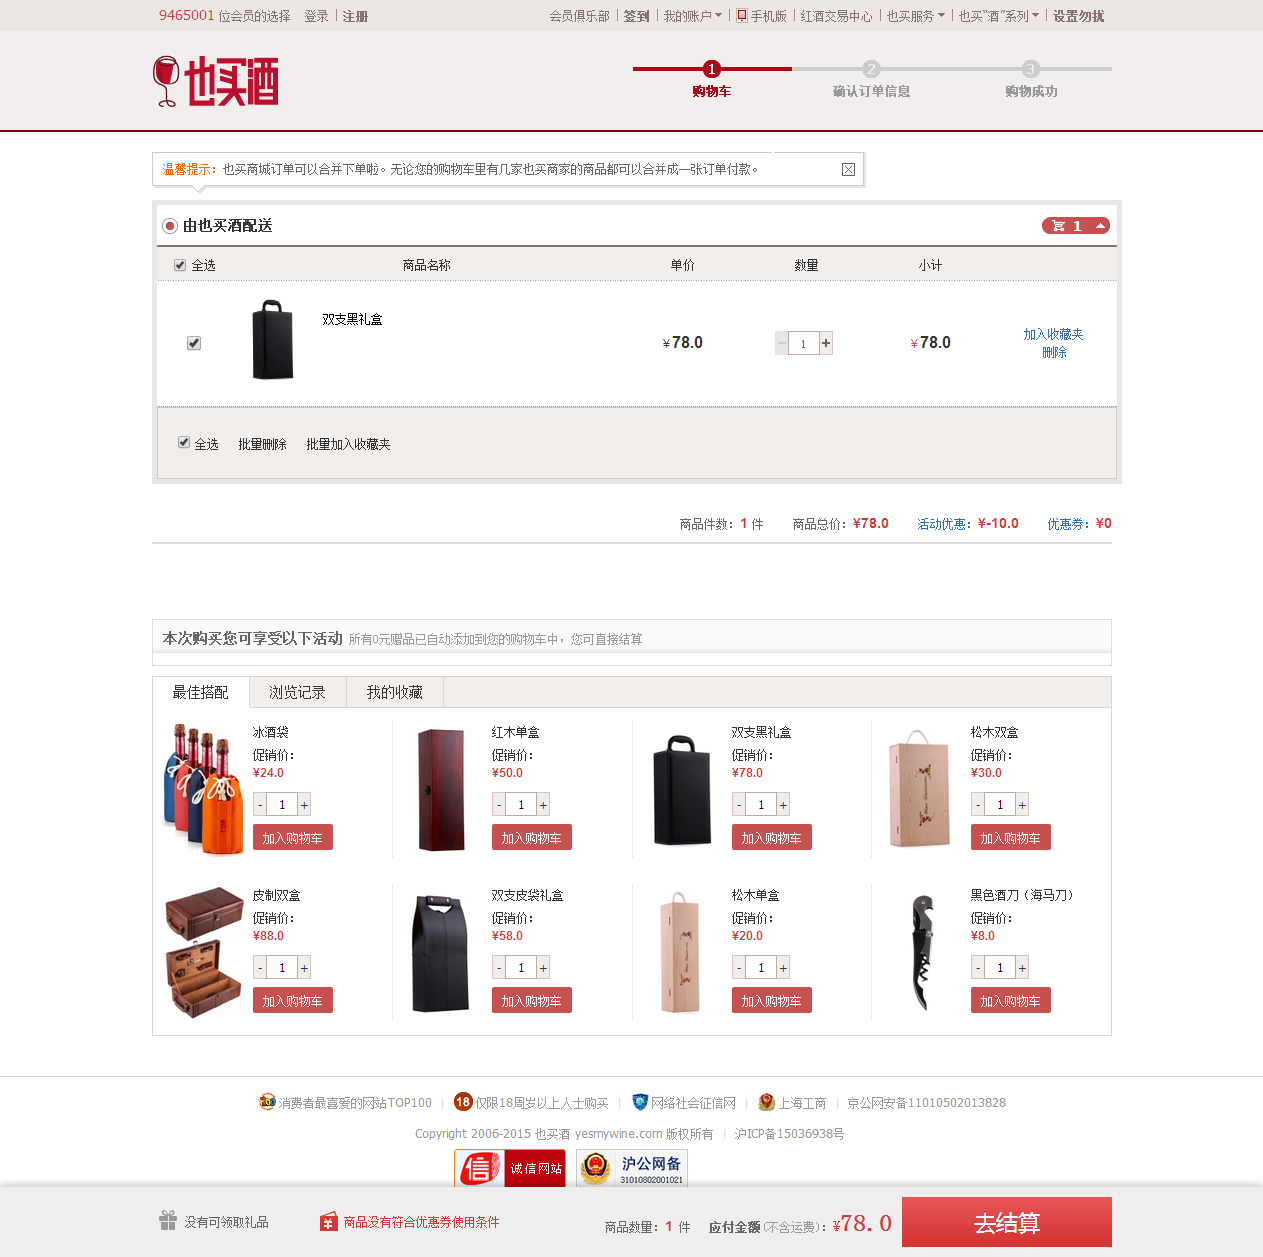 9465001 位会员的选择 登录 注册 会员俱乐部 签到 我的账户 手机版 红酒交易中心 也买服务 也买“酒”系列 设置勿扰
也买酒
1 2 3
购物车 确认订单信息 购物成功
温馨提示：也买商城订单可以合并下单啦。无论您的购物车里有几家也买商家的商品都可以合并成一张订单付款。
由也买酒配送 1
全选 商品名称 单价 数量 小计
双支黑礼盒
¥78.0 - 1 + ¥78.0
加入收藏夹
删除
全选 批量删除 批量加入收藏夹
商品件数：1 件 商品总价：¥78.0 活动优惠：¥-10.0 优惠券：¥0
本次购买您可享受以下活动 所有0元赠品已自动添加到您的购物车中，您可直接结算
最佳搭配 浏览记录 我的收藏
冰酒袋 红木单盒 双支黑礼盒 松木双盒
促销价： 促销价： 促销价： 促销价：
¥24.0 ¥50.0 ¥78.0 ¥30.0
- 1 + - 1 + - 1 + - 1 +
加入购物车 加入购物车 加入购物车 加入购物车
皮制双盒 双支皮袋礼盒 松木单盒 黑色酒刀（海马刀）
促销价： 促销价： 促销价： 促销价：
¥88.0 ¥58.0 ¥20.0 ¥8.0
- 1 + - 1 + - 1 + - 1 +
加入购物车 加入购物车 加入购物车 加入购物车
消费者最喜爱的网站TOP100 18 仅限18周岁以上人士购买 网络社会征信网 上海工商 京公网安备11010502013828
Copyright 2006-2015 也买酒 yesmywine.com 版权所有 沪ICP备15036938号
信 诚信网站 沪公网备
31010802001021
没有可领取礼品 商品没有符合优惠券使用条件 商品数量：1 件 应付金额(不含运费)：¥78.0 去结算